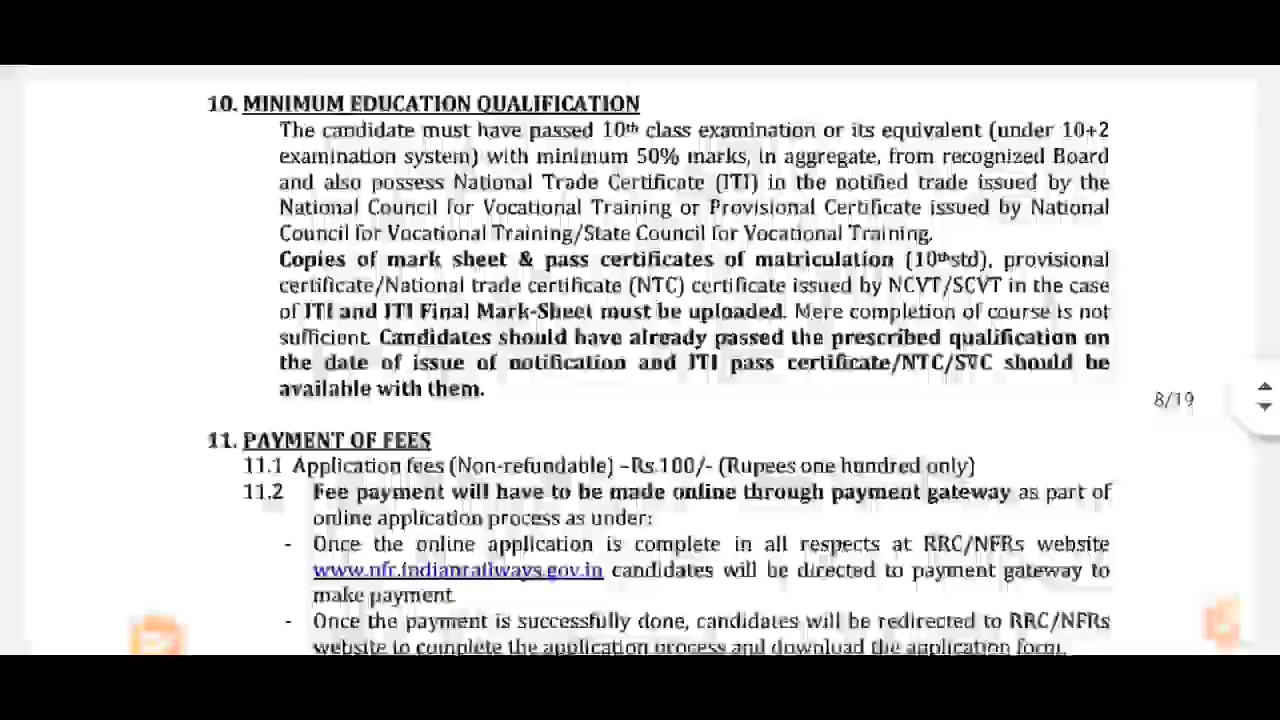 10. MINIMUM EDUCATION QUALIFICATION
The candidate must have passed 10th class examination or its equivalent (under 10+2
examination system) with minimum 50% marks, in aggregate, from recognized Board
and also possess National Trade Certificate (ITI) in the notified trade issued by the
National Council for Vocational Training or Provisional Certificate issued by National
Council for Vocational Training/State Council for Vocational Training.
Copies of mark sheet & pass certificates of matriculation (10thstd), provisional
certificate/National trade certificate (NTC) certificate issued by NCVT/SCVT in the case
of ITI and ITI Final Mark-Sheet must be uploaded. Mere completion of course is not
sufficient. Candidates should have already passed the prescribed qualification on
the date of issue of notification and ITI pass certificate/NTC/SVC should be
available with them.
8/19
11. PAYMENT OF FEES
11.1 Application fees (Non-refundable) –Rs.100/- (Rupees one hundred only)
11.2 Fee payment will have to be made online through payment gateway as part of
online application process as under:
- Once the online application is complete in all respects at RRC/NFRs website
www.nfr.indianrailways.gov.in candidates will be directed to payment gateway to
make payment.
- Once the payment is successfully done, candidates will be redirected to RRC/NFRs
website to complete the application process and download the application form.